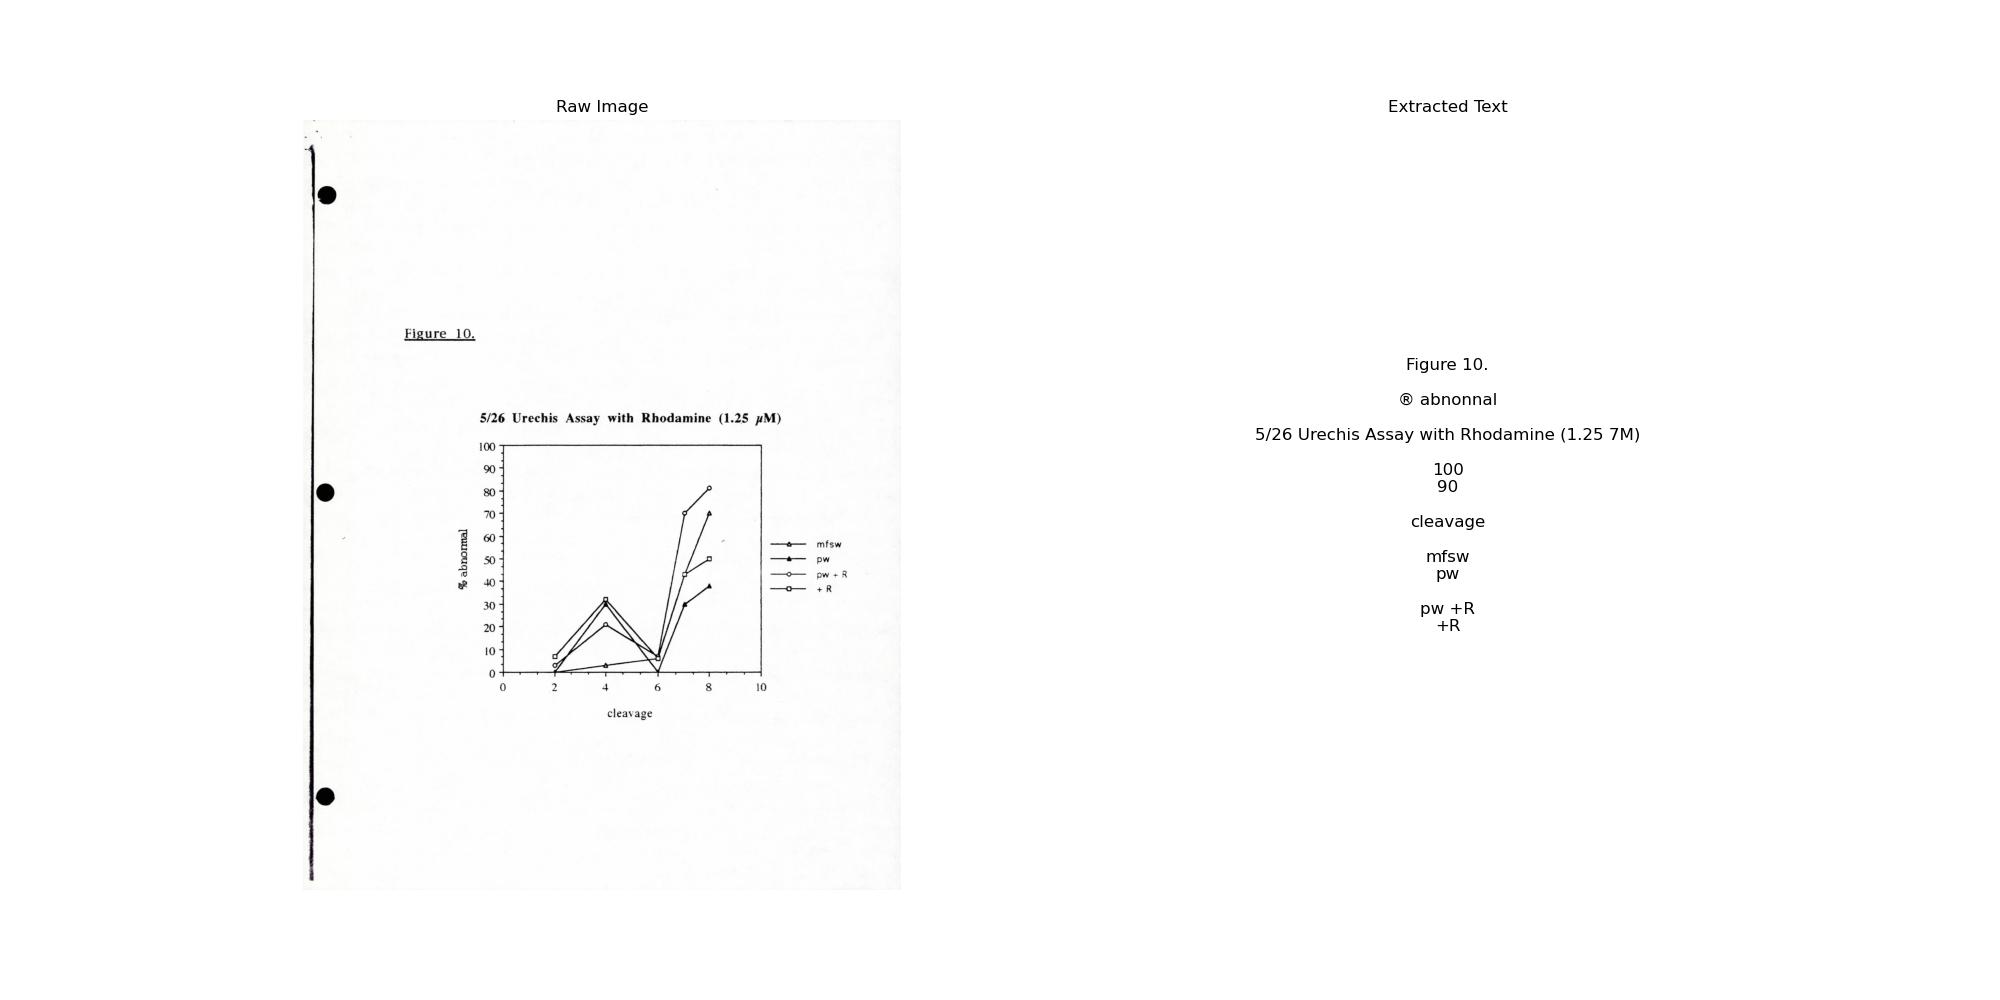 Raw Image
Figure 10.
5/26 Urechis Assay with Rhodamine (1.25 µM)
100
90
80
70
60
50
40
30
20
10
0
% abnormal
0 2 4 6 8 10
cleavage
mfsw
pw
pw + R
+ R
Extracted Text
Figure 10.
® abnonnal
5/26 Urechis Assay with Rhodamine (1.25 7M)
100
90
cleavage
mfsw
pw
pw +R
+R